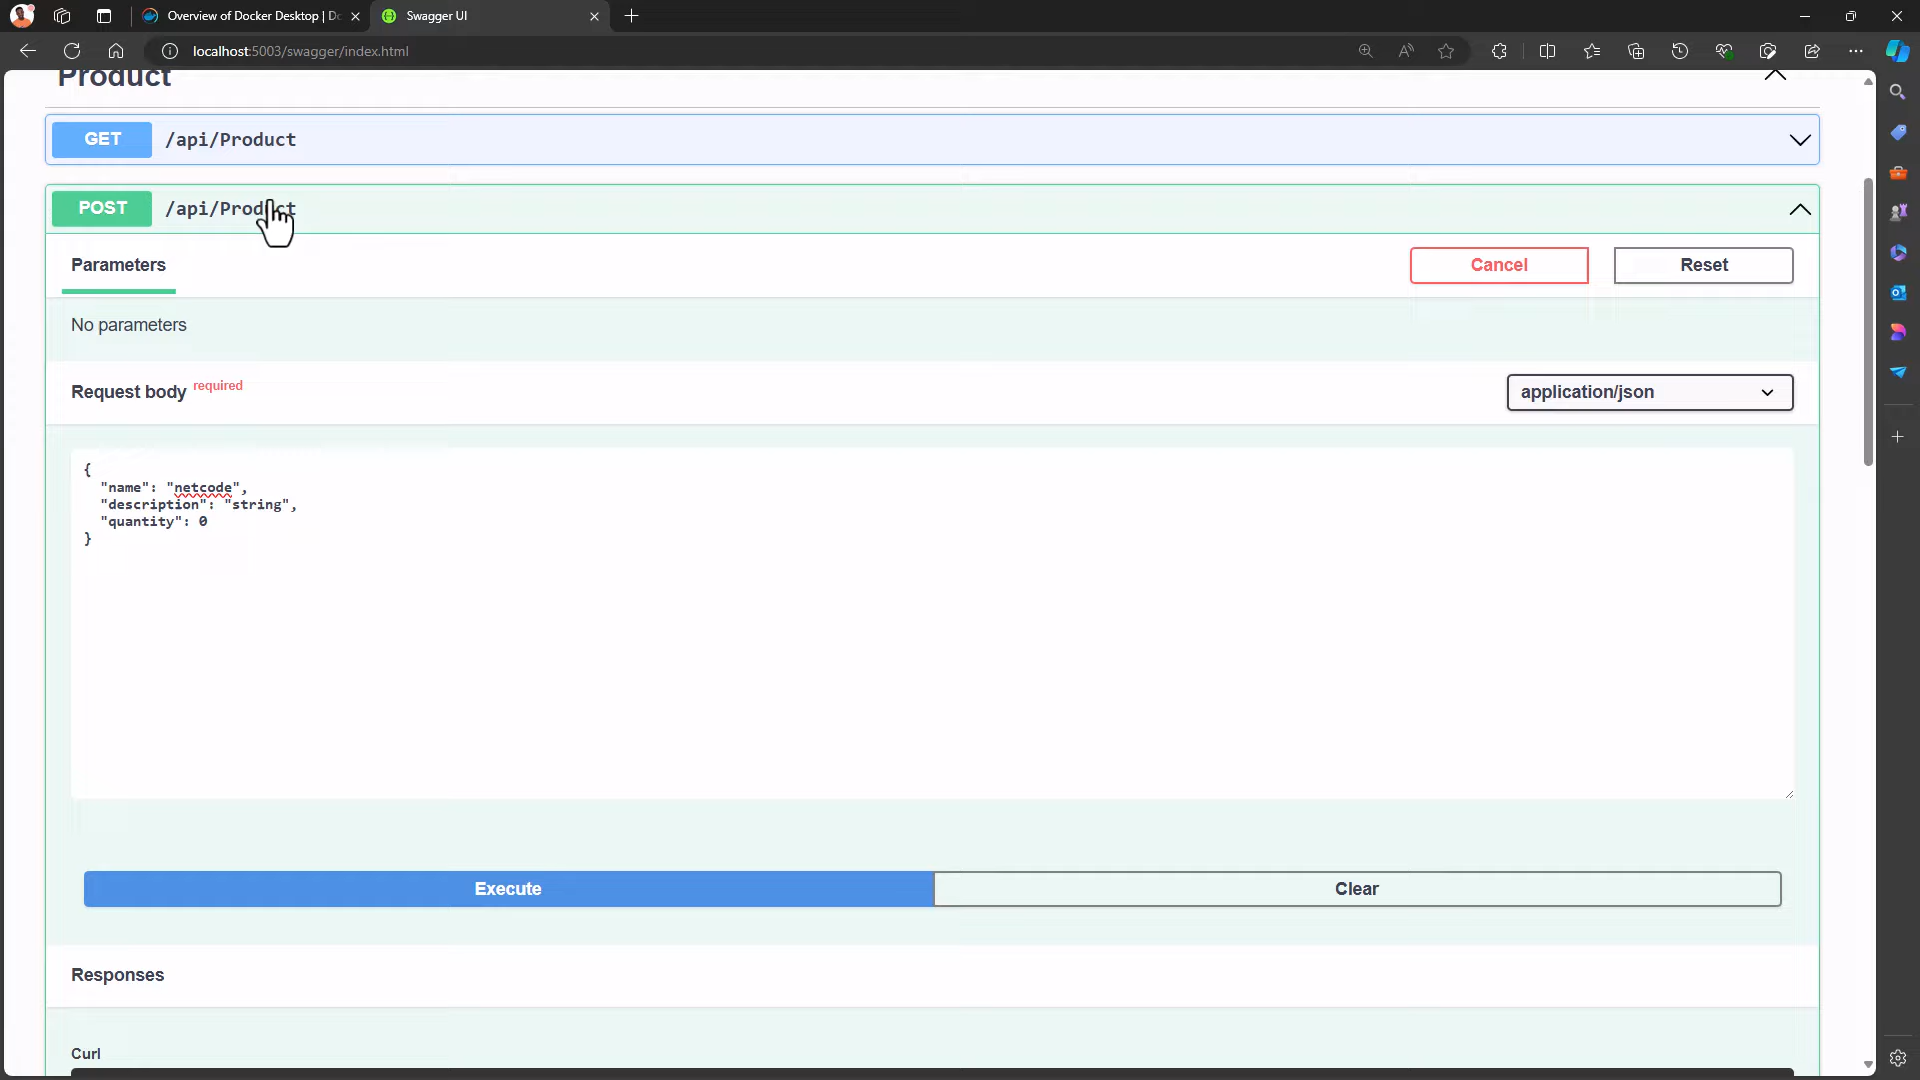 Overview of Docker Desktop | Do
Swagger UI
localhost:5003/swagger/index.html
Product
GET /api/Product
POST /api/Product
Parameters
Cancel
Reset
No parameters
Request body required
application/json
{
"name": "netcode",
"description": "string",
"quantity": 0
}
Execute
Clear
Responses
Curl